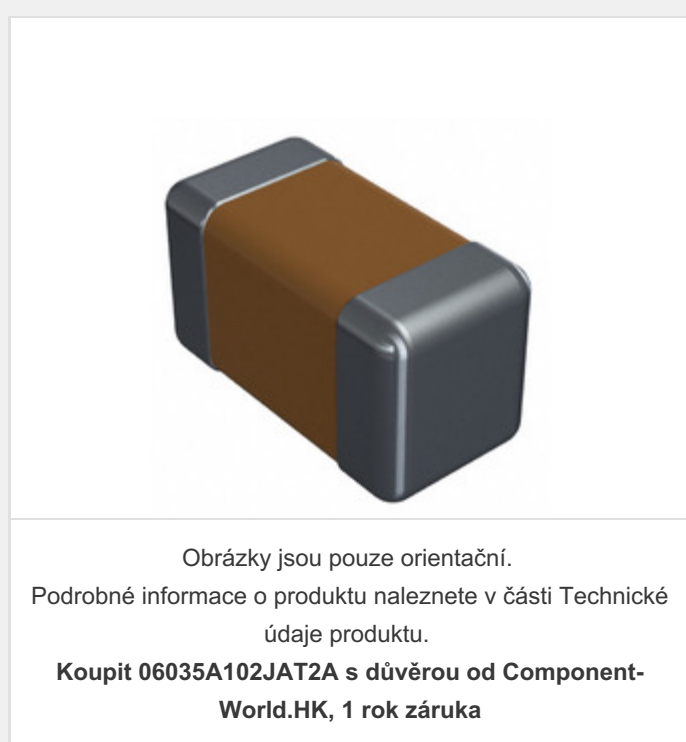 Obrázky jsou pouze orientační.
Podrobné informace o produktu naleznete v části Technické
údaje produktu.
Koupit 06035A102JAT2A s důvěrou od Component-
World.HK, 1 rok záruka